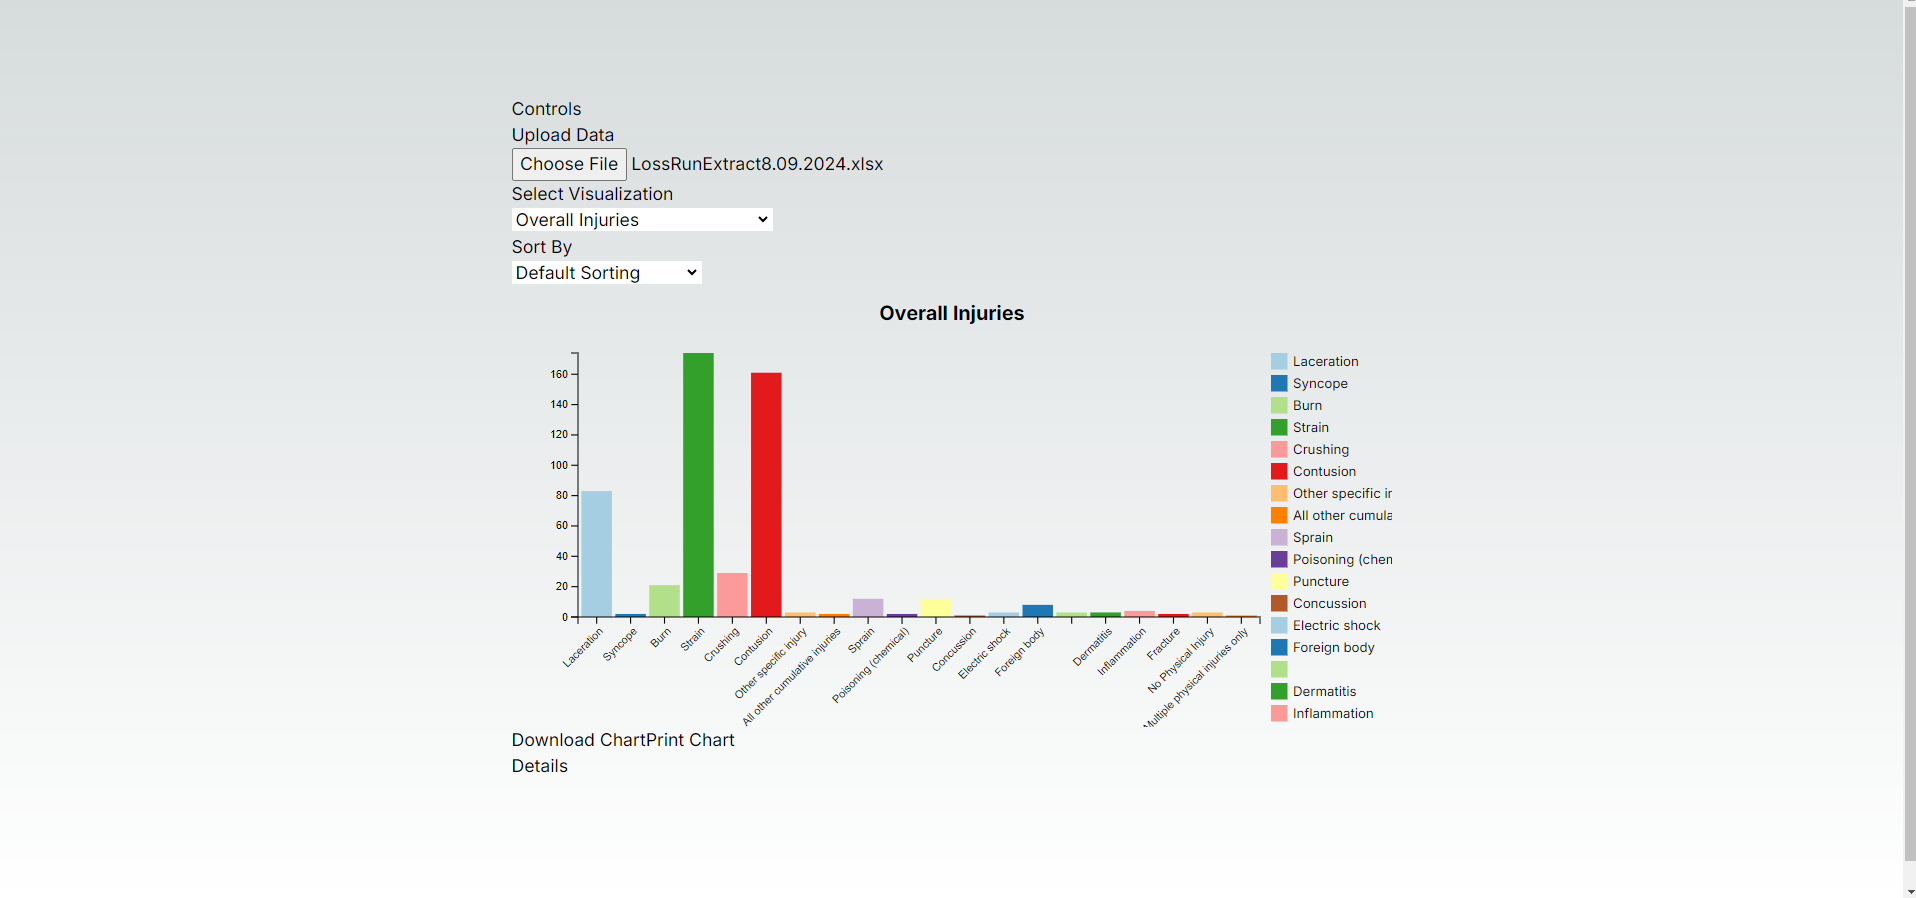 Controls
Upload Data
Choose File LossRunExtract8.09.2024.xlsx
Select Visualization
Overall Injuries
Sort By
Default Sorting
Overall Injuries
160
140
120
100
80
60
40
20
0
Laceration
Syncope
Burn
Strain
Crushing
Contusion
Other specific injury
All other cumulative injuries
Sprain
Poisoning (chemical)
Puncture
Concussion
Electric shock
Foreign body
Dermatitis
Inflammation
Fracture
No Physical Injury
Multiple physical injuries only
Laceration
Syncope
Burn
Strain
Crushing
Contusion
Other specific ir
All other cumula
Sprain
Poisoning (chen
Puncture
Concussion
Electric shock
Foreign body
Dermatitis
Inflammation
Download ChartPrint Chart
Details